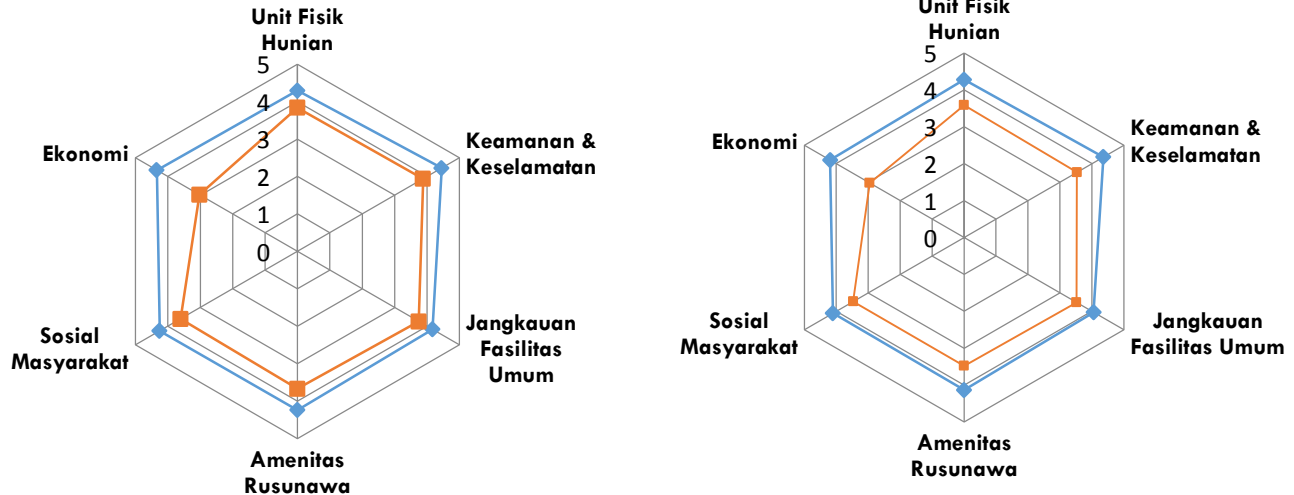 Unit Fisik
Hunian
5
4
3
2
1
0
Keamanan &
Keselamatan
Jangkauan
Fasilitas
Umum
Amenitas
Rusunawa
Sosial
Masyarakat
Ekonomi
Unit Fisik
Hunian
5
4
3
2
1
0
Keamanan &
Keselamatan
Jangkauan
Fasilitas Umum
Amenitas
Rusunawa
Sosial
Masyarakat
Ekonomi